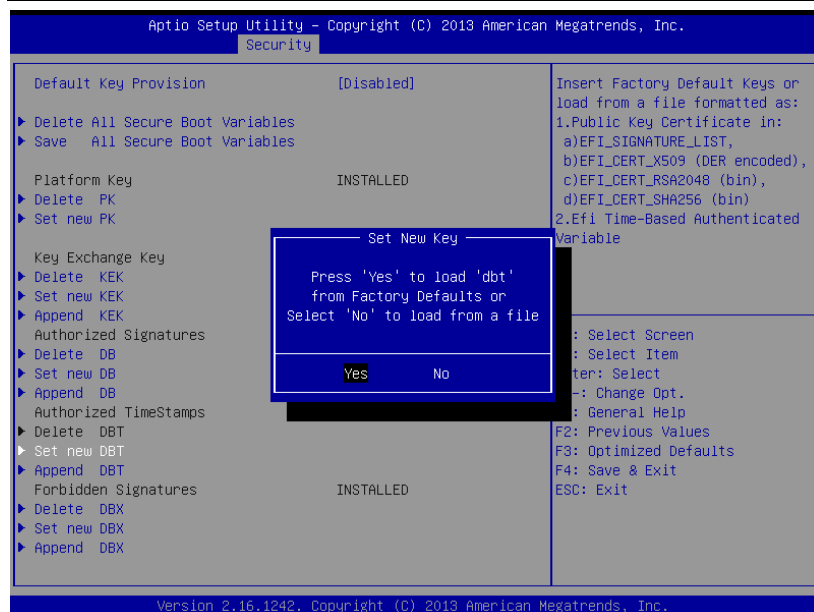 Aptio Setup Utility – Copyright (C) 2013 American Megatrends, Inc.
Security
Default Key Provision [Disabled]
Delete All Secure Boot Variables
Save All Secure Boot Variables
Platform Key INSTALLED
Delete PK
Set new PK
Key Exchange Key
Delete KEK
Set new KEK
Append KEK
Authorized Signatures
Delete DB
Set new DB
Append DB
Authorized TimeStamps
Delete DBT
Set new DBT
Append DBT
Forbidden Signatures INSTALLED
Delete DBX
Set new DBX
Append DBX
Set New Key
Press 'Yes' to load 'dbt'
from Factory Defaults or
Select 'No' to load from a file
Yes No
Insert Factory Default Keys or
load from a file formatted as:
1.Public Key Certificate in:
a)EFI_SIGNATURE_LIST,
b)EFI_CERT_X509 (DER encoded),
c)EFI_CERT_RSA2048 (bin),
d)EFI_CERT_SHA256 (bin)
2.Efi Time-Based Authenticated
Variable
: Select Screen
: Select Item
ter: Select
-: Change Opt.
: General Help
F2: Previous Values
F3: Optimized Defaults
F4: Save & Exit
ESC: Exit
Version 2.16.1242. Copyright (C) 2013 American Megatrends, Inc.